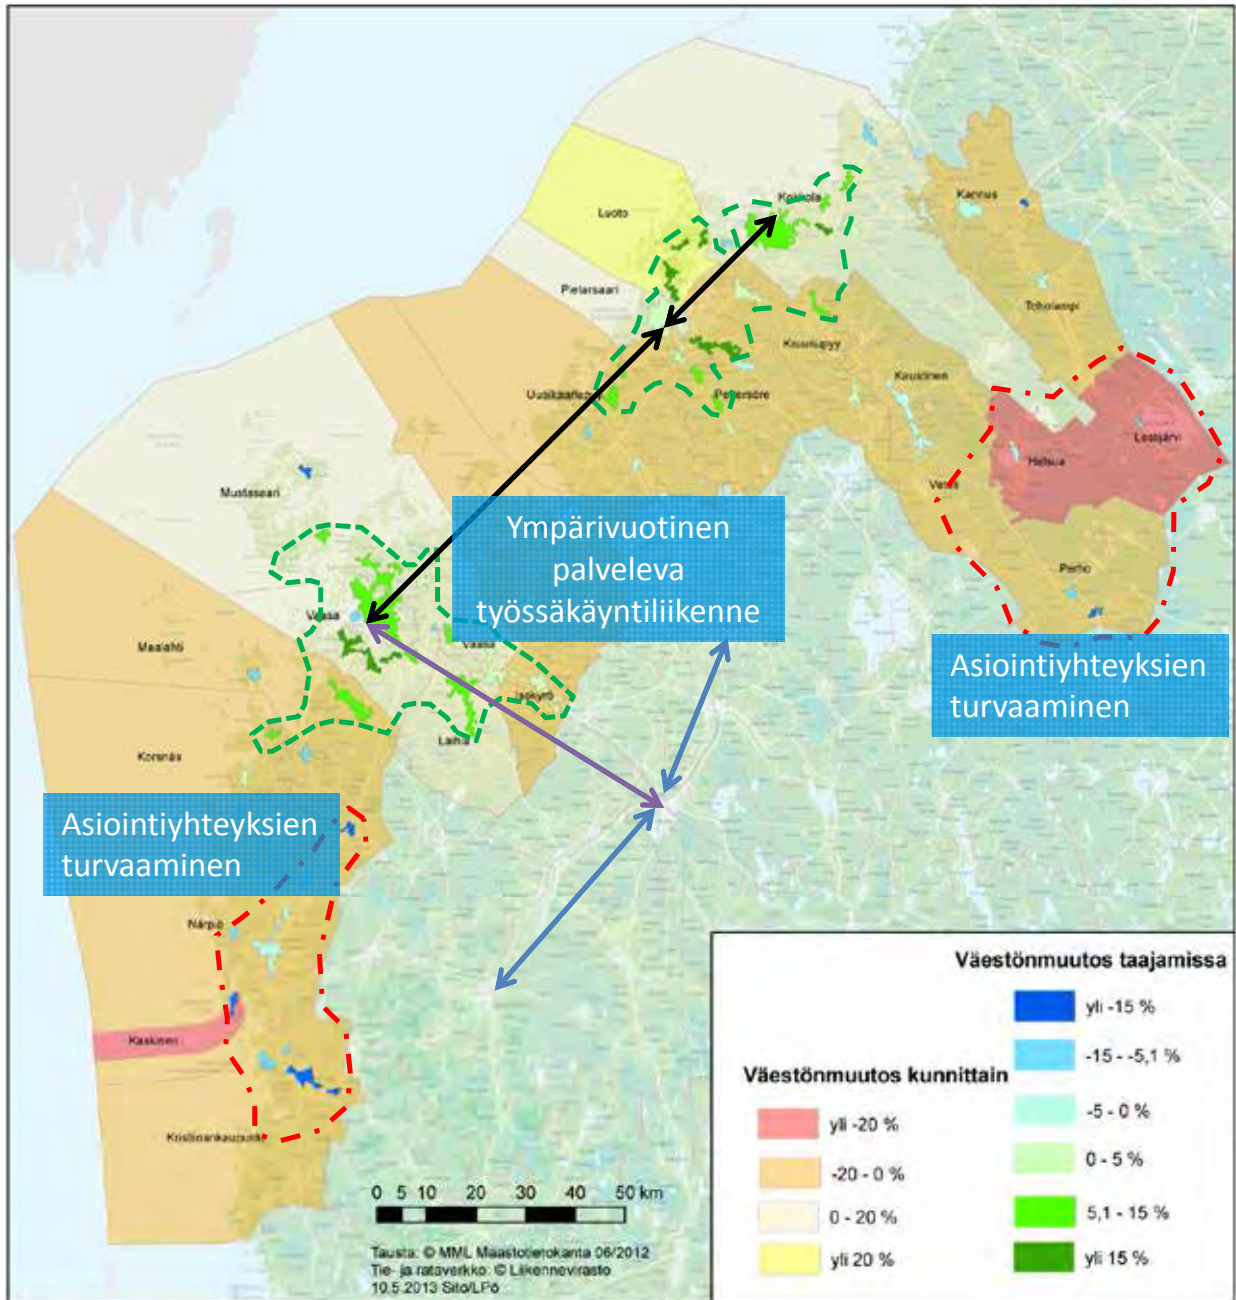 Kokkola
Kannus
Luoto
Pietarsaari
Toholampi
Kruunupyy
Kaustinen
Uusikaarlepyy
Pedersöre
Lestijärvi
Halsua
Veteli
Mustasaari
Ympärivuotinen
palveleva
työssäkäyntiliikenne
Perho
Vaasa
Vaasa
Maalahti
Asiointiyhteyksien
turvaaminen
Isokyrö
Laihia
Korsnäs
Asiointiyhteyksien
turvaaminen
Närpiö
Kaskinen
Kristiinankaupunki
0 5 10 20 30 40 50 km
Tausta: © MML Maastotietokanta 06/2012
Tie- ja rataverkko: © Liikennevirasto
10.5.2013 Sito/LPö
Väestönmuutos kunnittain
yli -20 %
-20 - 0 %
0 - 20 %
yli 20 %
Väestönmuutos taajamissa
yli -15 %
-15 - -5,1 %
-5 - 0 %
0 - 5 %
5,1 - 15 %
yli 15 %